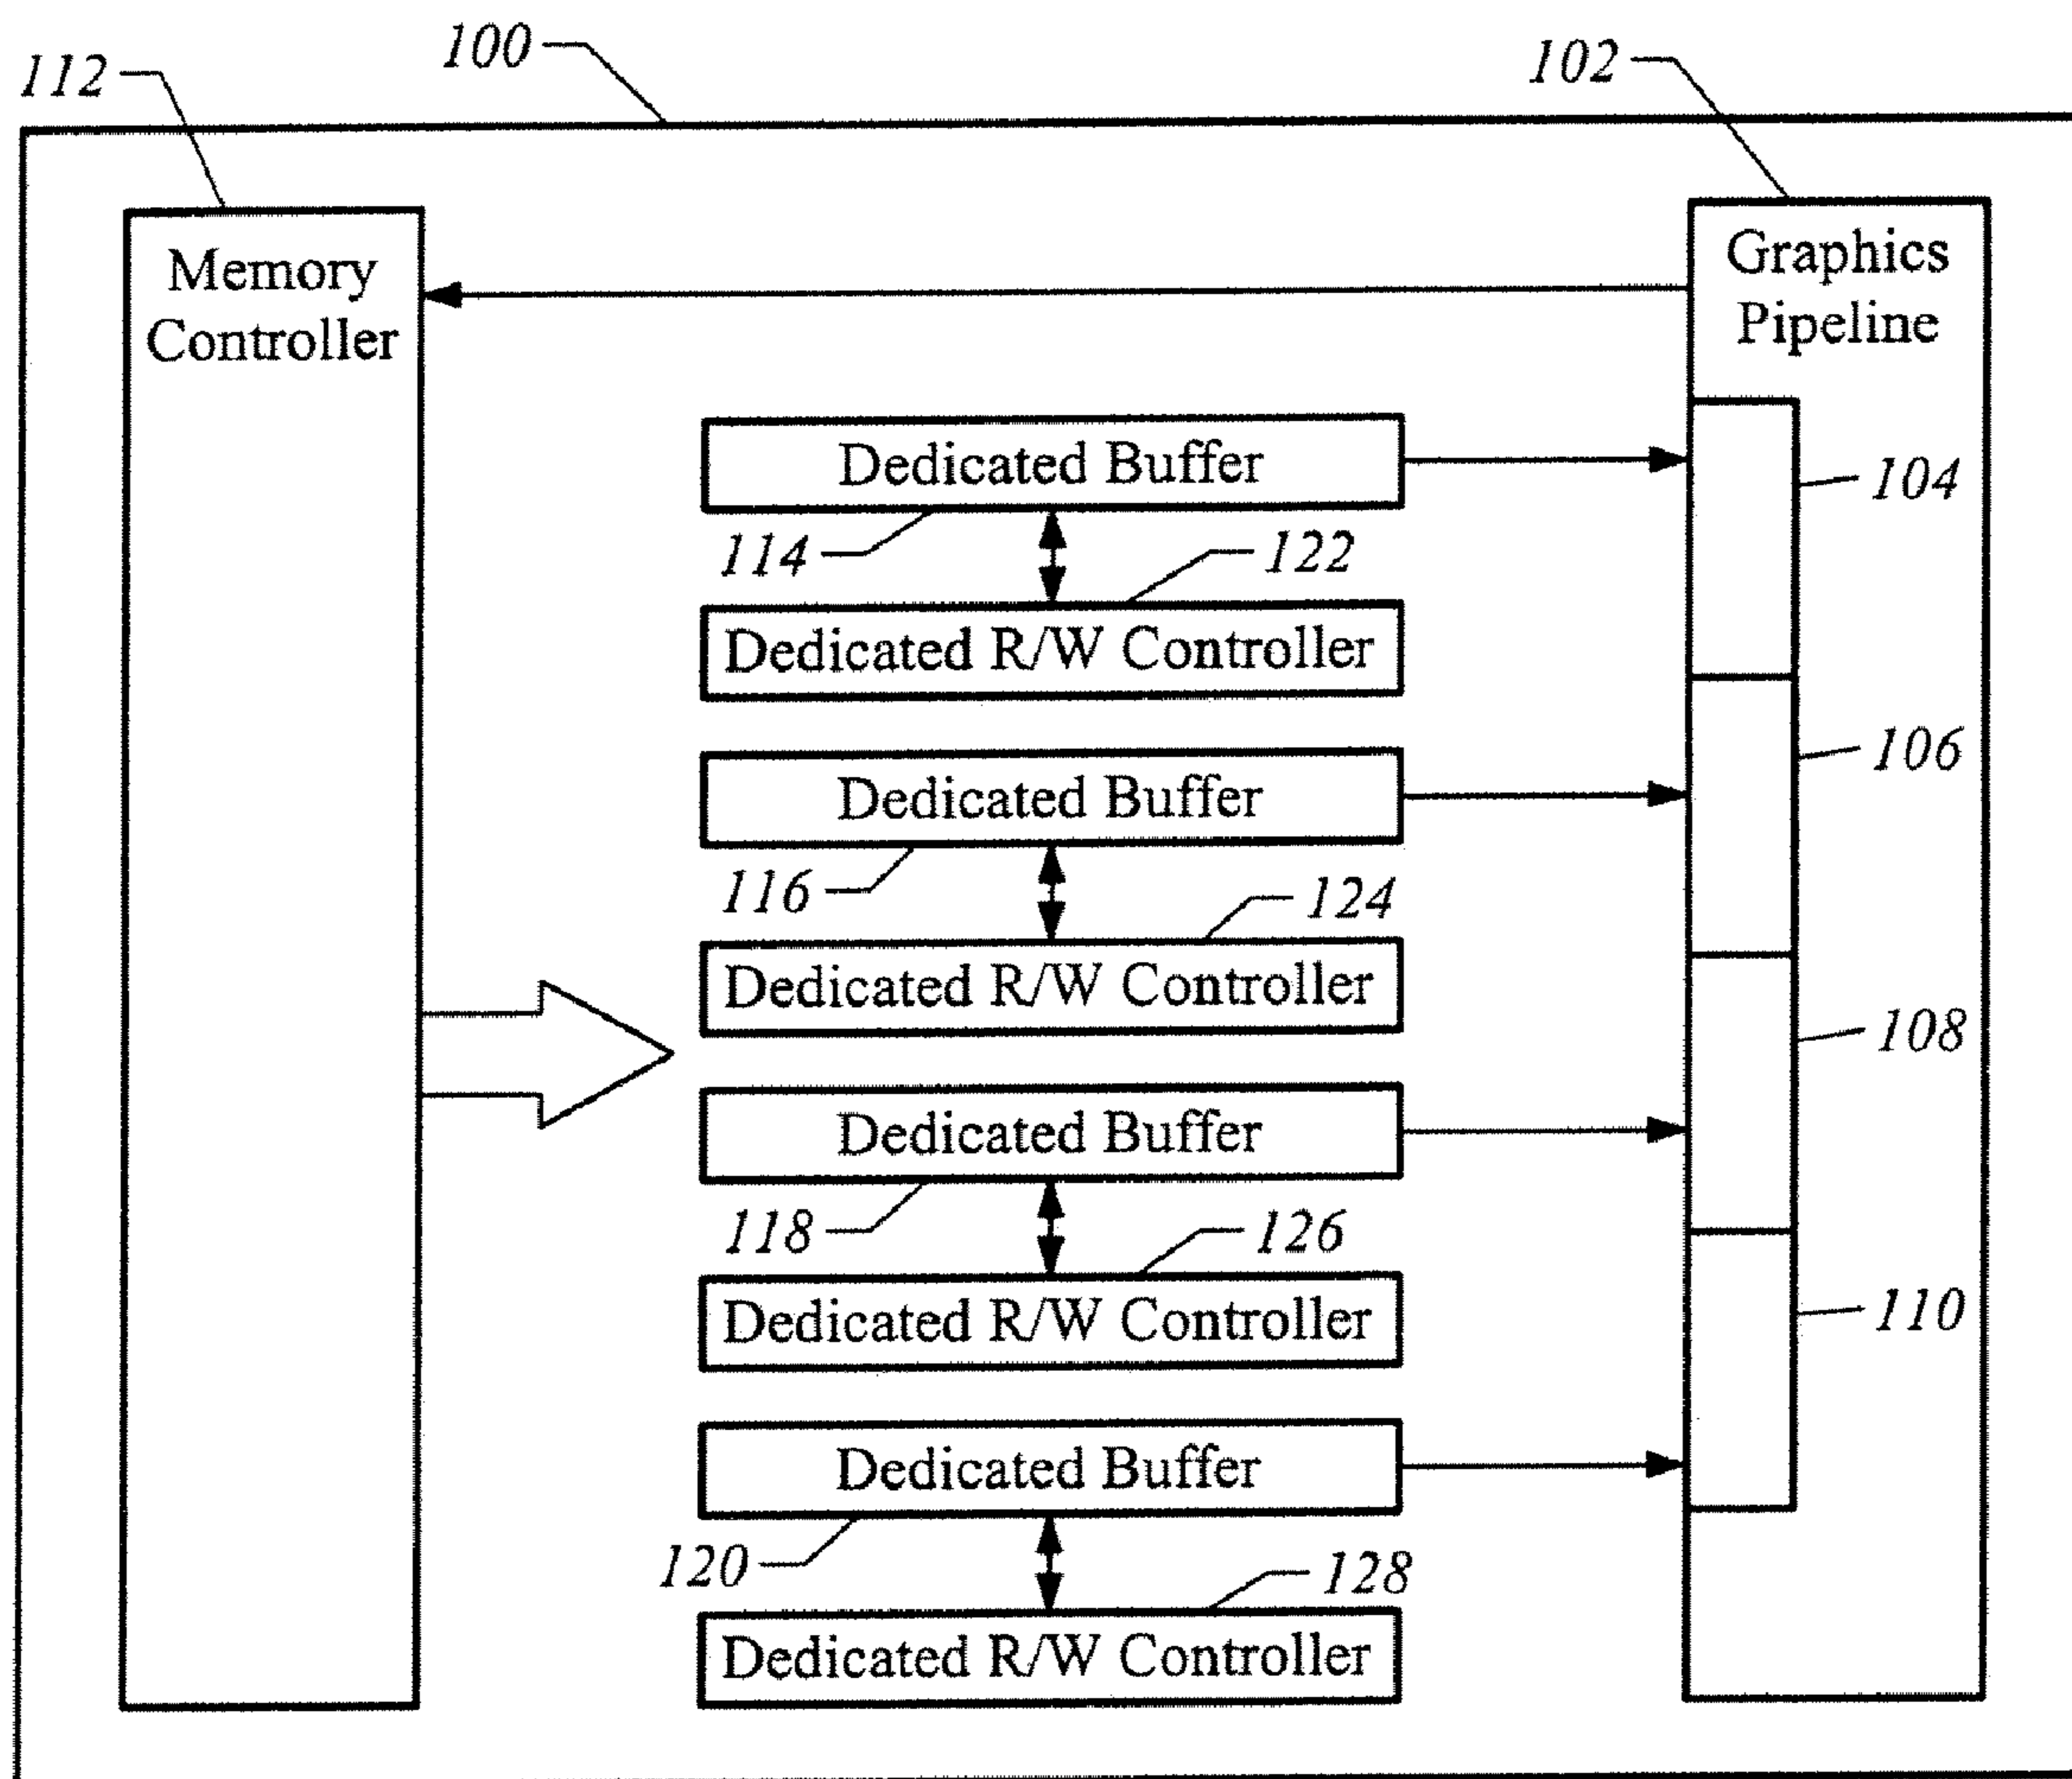 100
102
112
Memory
Controller
Graphics
Pipeline
Dedicated Buffer
104
114
122
Dedicated R/W Controller
106
Dedicated Buffer
116
124
Dedicated R/W Controller
108
Dedicated Buffer
118
126
Dedicated R/W Controller
110
Dedicated Buffer
120
128
Dedicated R/W Controller